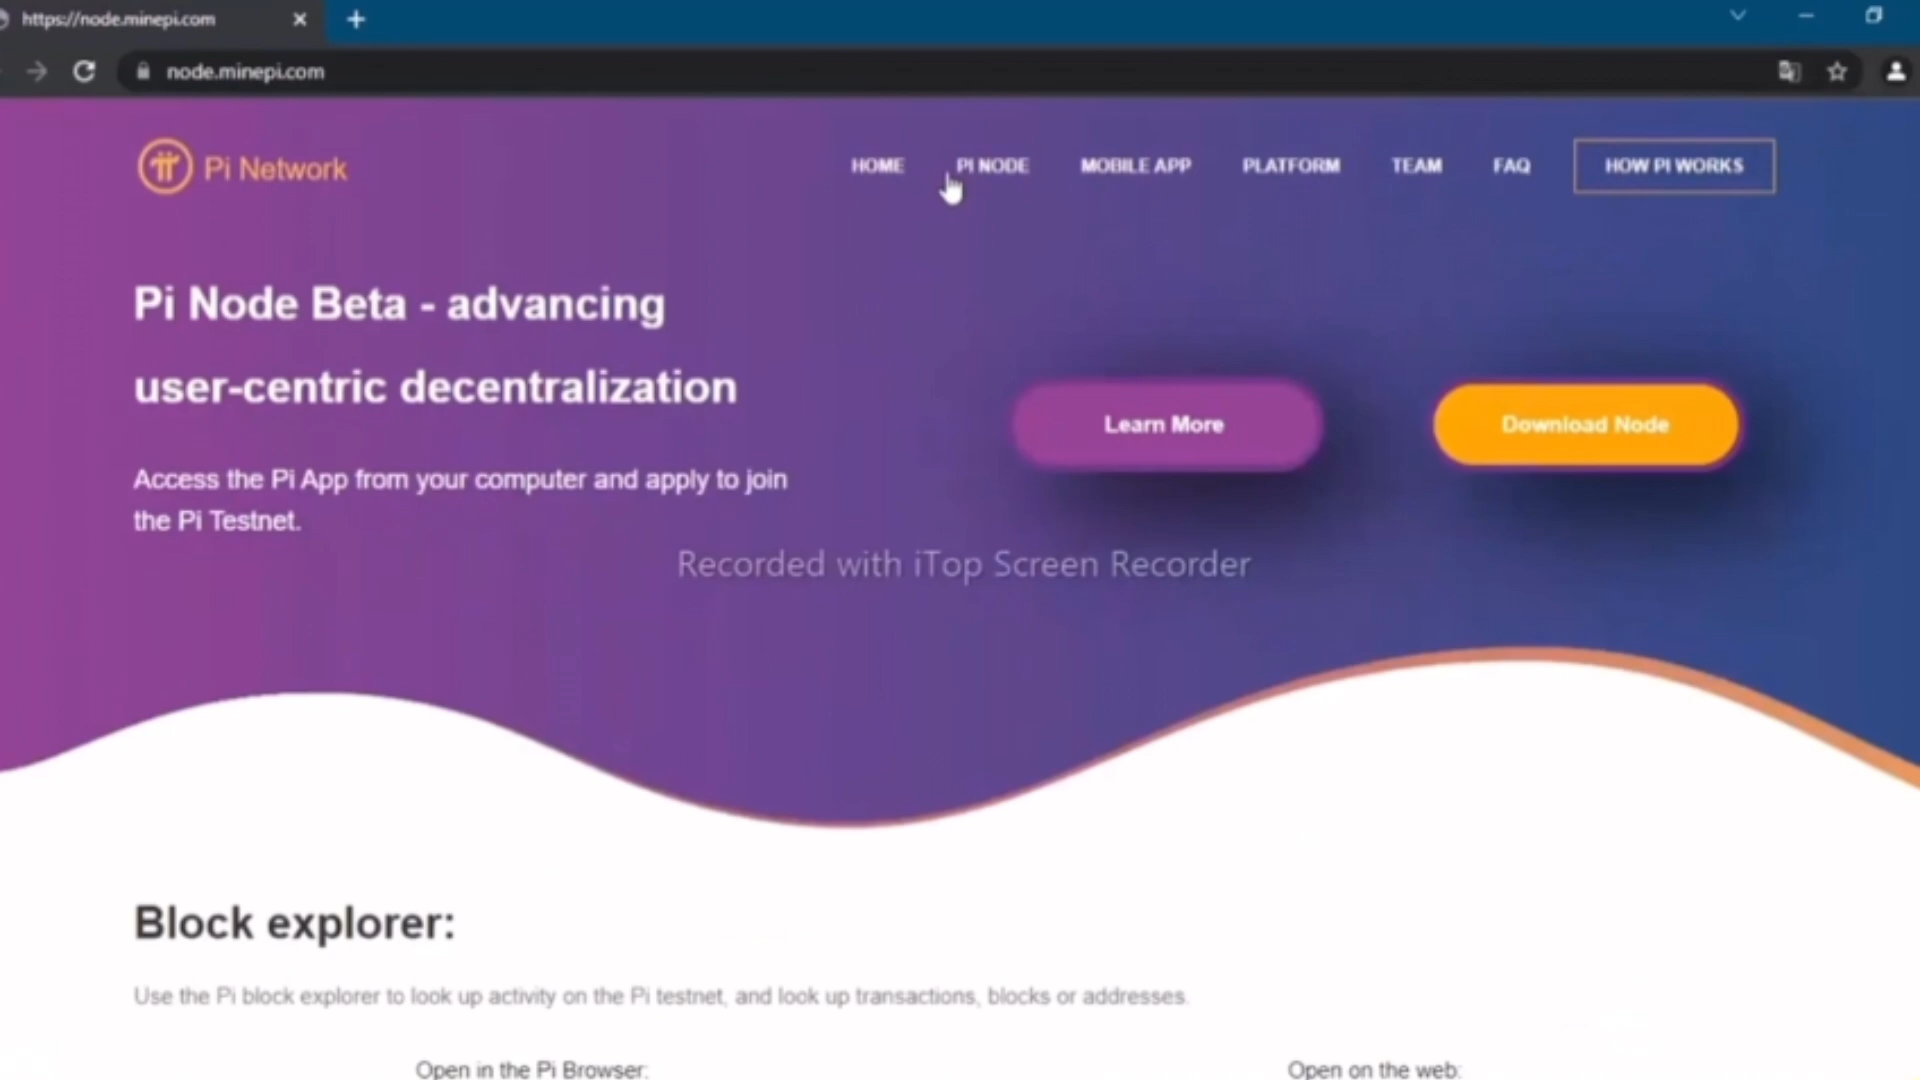 https://node.minepi.com
node.minepi.com
Pi Network
HOME PI NODE MOBILE APP PLATFORM TEAM FAQ HOW PI WORKS
Pi Node Beta - advancing
user-centric decentralization
Learn More
Download Node
Access the Pi App from your computer and apply to join
the Pi Testnet.
Recorded with iTop Screen Recorder
Block explorer:
Use the Pi block explorer to look up activity on the Pi testnet, and look up transactions, blocks or addresses.
Open in the Pi Browser:
Open on the web: